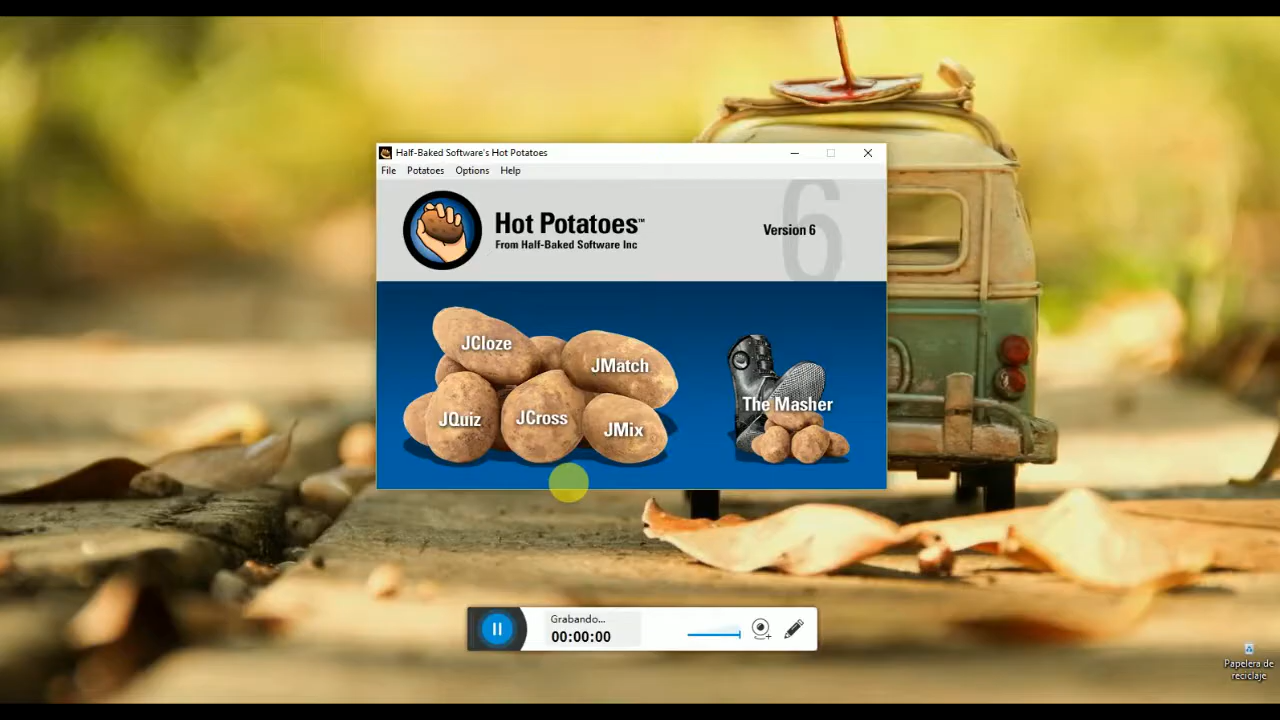 Half-Baked Software's Hot Potatoes
File Potatoes Options Help
Hot Potatoes™
From Half-Baked Software Inc
6
Version 6
JCloze
JMatch
JQuiz
JCross
JMix
The Masher
Grabando...
00:00:00
Papelera de
reciclaje